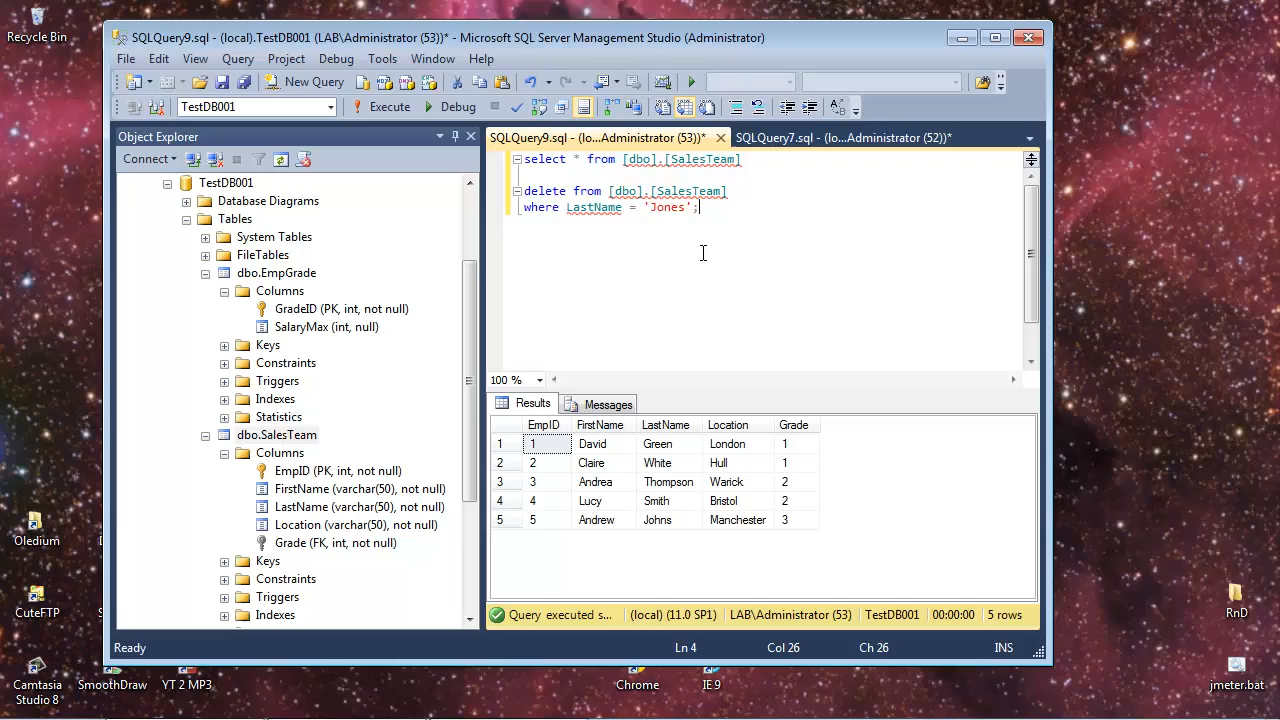 Recycle Bin
SQLQuery9.sql - (local).TestDB001 (LAB\Administrator (53))* - Microsoft SQL Server Management Studio (Administrator)
File Edit View Query Project Debug Tools Window Help
New Query
TestDB001 Execute Debug
Object Explorer
Connect
TestDB001
Database Diagrams
Tables
System Tables
FileTables
dbo.EmpGrade
Columns
GradeID (PK, int, not null)
SalaryMax (int, null)
Keys
Constraints
Triggers
Indexes
Statistics
dbo.SalesTeam
Columns
EmpID (PK, int, not null)
FirstName (varchar(50), not null)
LastName (varchar(50), not null)
Location (varchar(50), not null)
Grade (FK, int, not null)
Keys
Constraints
Triggers
Indexes
SQLQuery9.sql - (lo...Administrator (53))* SQLQuery7.sql - (lo...Administrator (52))*
select * from [dbo].[SalesTeam]
delete from [dbo].[SalesTeam]
where LastName = 'Jones';
100 %
Results Messages
EmpID FirstName LastName Location Grade
1 1 David Green London 1
2 2 Claire White Hull 1
3 3 Andrea Thompson Warick 2
4 4 Lucy Smith Bristol 2
5 5 Andrew Johns Manchester 3
Query executed s... (local) (11.0 SP1) LAB\Administrator (53) TestDB001 00:00:00 5 rows
Ready Ln 4 Col 26 Ch 26 INS
Oledium
CuteFTP
RnD
Camtasia
Studio 8
SmoothDraw
YT 2 MP3
Chrome
IE 9
jmeter.bat